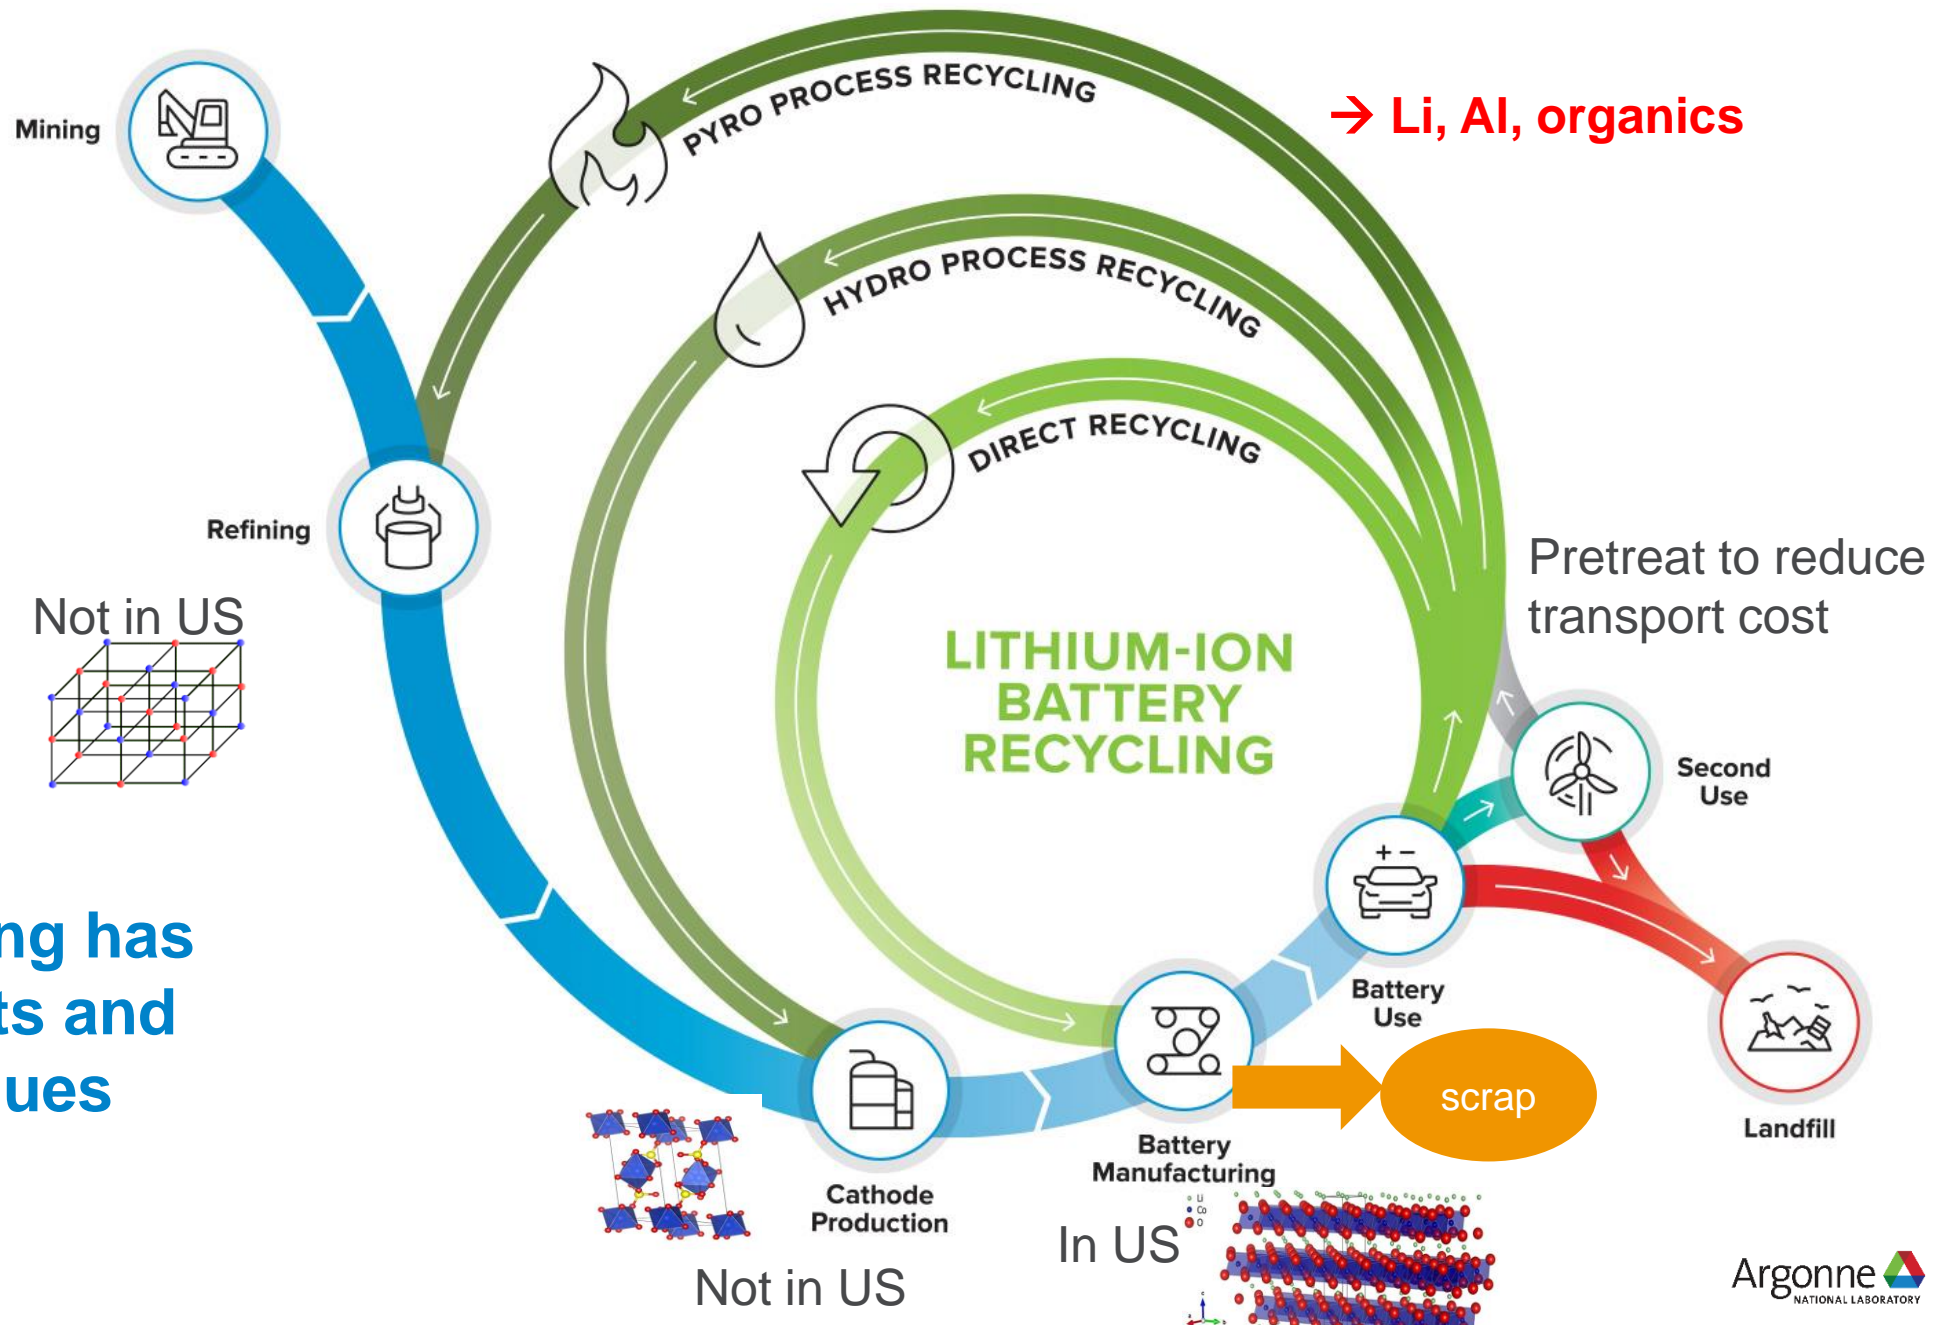 Mining
PYRO PROCESS RECYCLING
→ Li, Al, organics
HYDRO PROCESS RECYCLING
DIRECT RECYCLING
Refining
Not in US
Pretreat to reduce
transport cost
LITHIUM-ION
BATTERY
RECYCLING
Second
Use
+ −
ng has
ts and
ues
Battery
Use
scrap
Landfill
Battery
Manufacturing
Cathode
Production
In US
Li
Co
O
Not in US
Argonne
NATIONAL LABORATORY